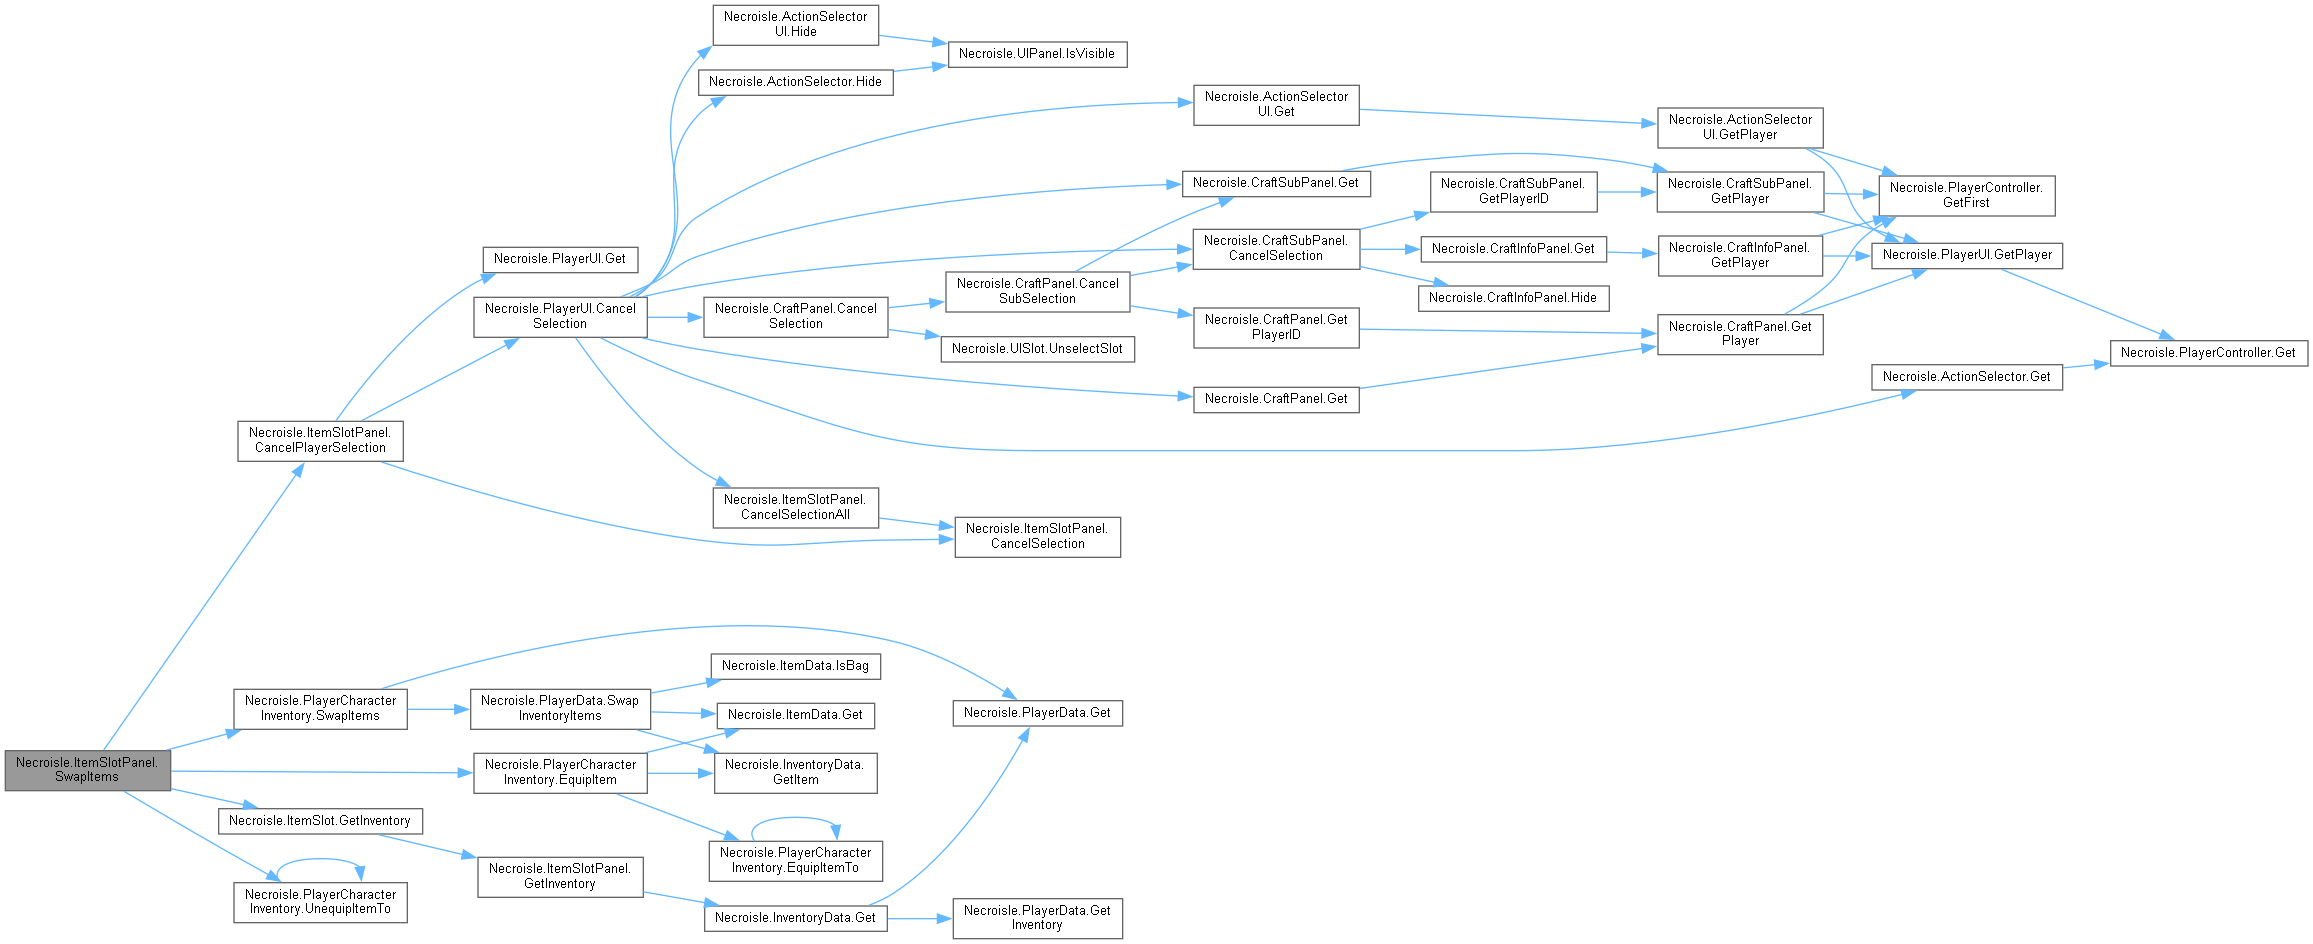 Necroisle.ActionSelector
UI.Hide
Necroisle.UIPanel.IsVisible
Necroisle.ActionSelector.Hide
Necroisle.ActionSelector
UI.Get
Necroisle.ActionSelector
UI.GetPlayer
Necroisle.CraftSubPanel.Get
Necroisle.CraftSubPanel.
GetPlayerID
Necroisle.CraftSubPanel.
GetPlayer
Necroisle.PlayerController.
GetFirst
Necroisle.PlayerUI.Get
Necroisle.CraftSubPanel.
CancelSelection
Necroisle.CraftInfoPanel.Get
Necroisle.CraftInfoPanel.
GetPlayer
Necroisle.PlayerUI.GetPlayer
Necroisle.CraftPanel.Cancel
SubSelection
Necroisle.CraftInfoPanel.Hide
Necroisle.PlayerUI.Cancel
Selection
Necroisle.CraftPanel.Cancel
Selection
Necroisle.CraftPanel.Get
PlayerID
Necroisle.CraftPanel.Get
Player
Necroisle.UISlot.UnselectSlot
Necroisle.PlayerController.Get
Necroisle.ActionSelector.Get
Necroisle.CraftPanel.Get
Necroisle.ItemSlotPanel.
CancelPlayerSelection
Necroisle.ItemSlotPanel.
CancelSelectionAll
Necroisle.ItemSlotPanel.
CancelSelection
Necroisle.ItemData.IsBag
Necroisle.PlayerCharacter
Inventory.SwapItems
Necroisle.PlayerData.Swap
InventoryItems
Necroisle.ItemData.Get
Necroisle.PlayerData.Get
Necroisle.ItemSlotPanel.
SwapItems
Necroisle.PlayerCharacter
Inventory.EquipItem
Necroisle.InventoryData.
GetItem
Necroisle.ItemSlot.GetInventory
Necroisle.PlayerCharacter
Inventory.EquipItemTo
Necroisle.ItemSlotPanel.
GetInventory
Necroisle.PlayerCharacter
Inventory.UnequipItemTo
Necroisle.InventoryData.Get
Necroisle.PlayerData.Get
Inventory